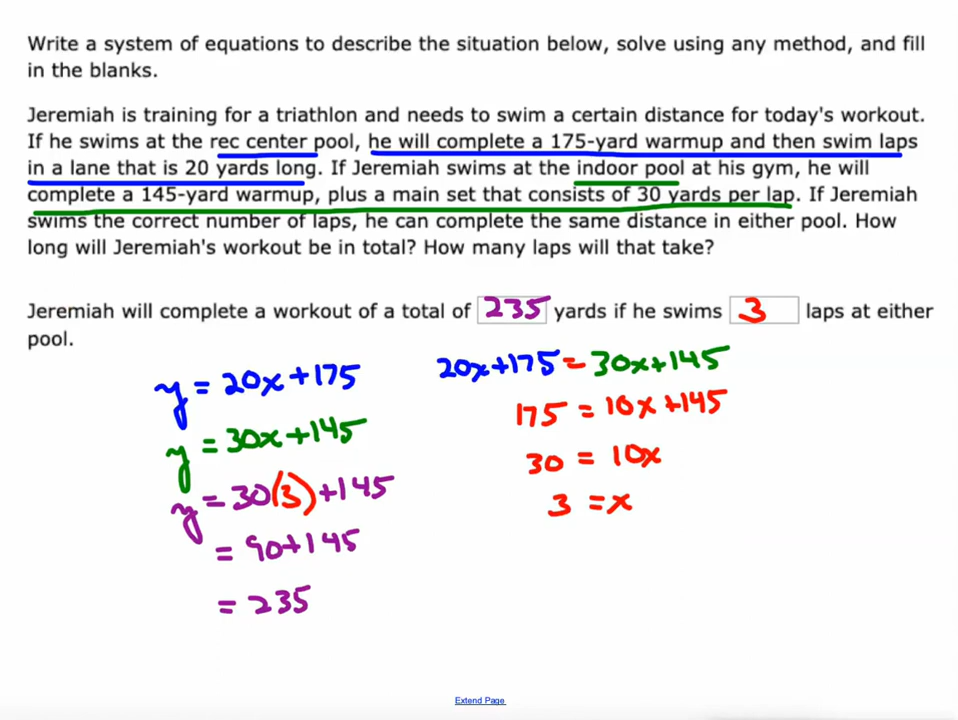 Write a system of equations to describe the situation below, solve using any method, and fill
in the blanks.
Jeremiah is training for a triathlon and needs to swim a certain distance for today's workout.
If he swims at the rec center pool, he will complete a 175-yard warmup and then swim laps
in a lane that is 20 yards long. If Jeremiah swims at the indoor pool at his gym, he will
complete a 145-yard warmup, plus a main set that consists of 30 yards per lap. If Jeremiah
swims the correct number of laps, he can complete the same distance in either pool. How
long will Jeremiah's workout be in total? How many laps will that take?
Jeremiah will complete a workout of a total of 235 yards if he swims 3 laps at either
pool.
y = 20x+175
y = 30x+145
y = 30(3)+145
= 90+145
= 235
20x+175 = 30x+145
175 = 10x+145
30 = 10x
3 = x
Extend Page